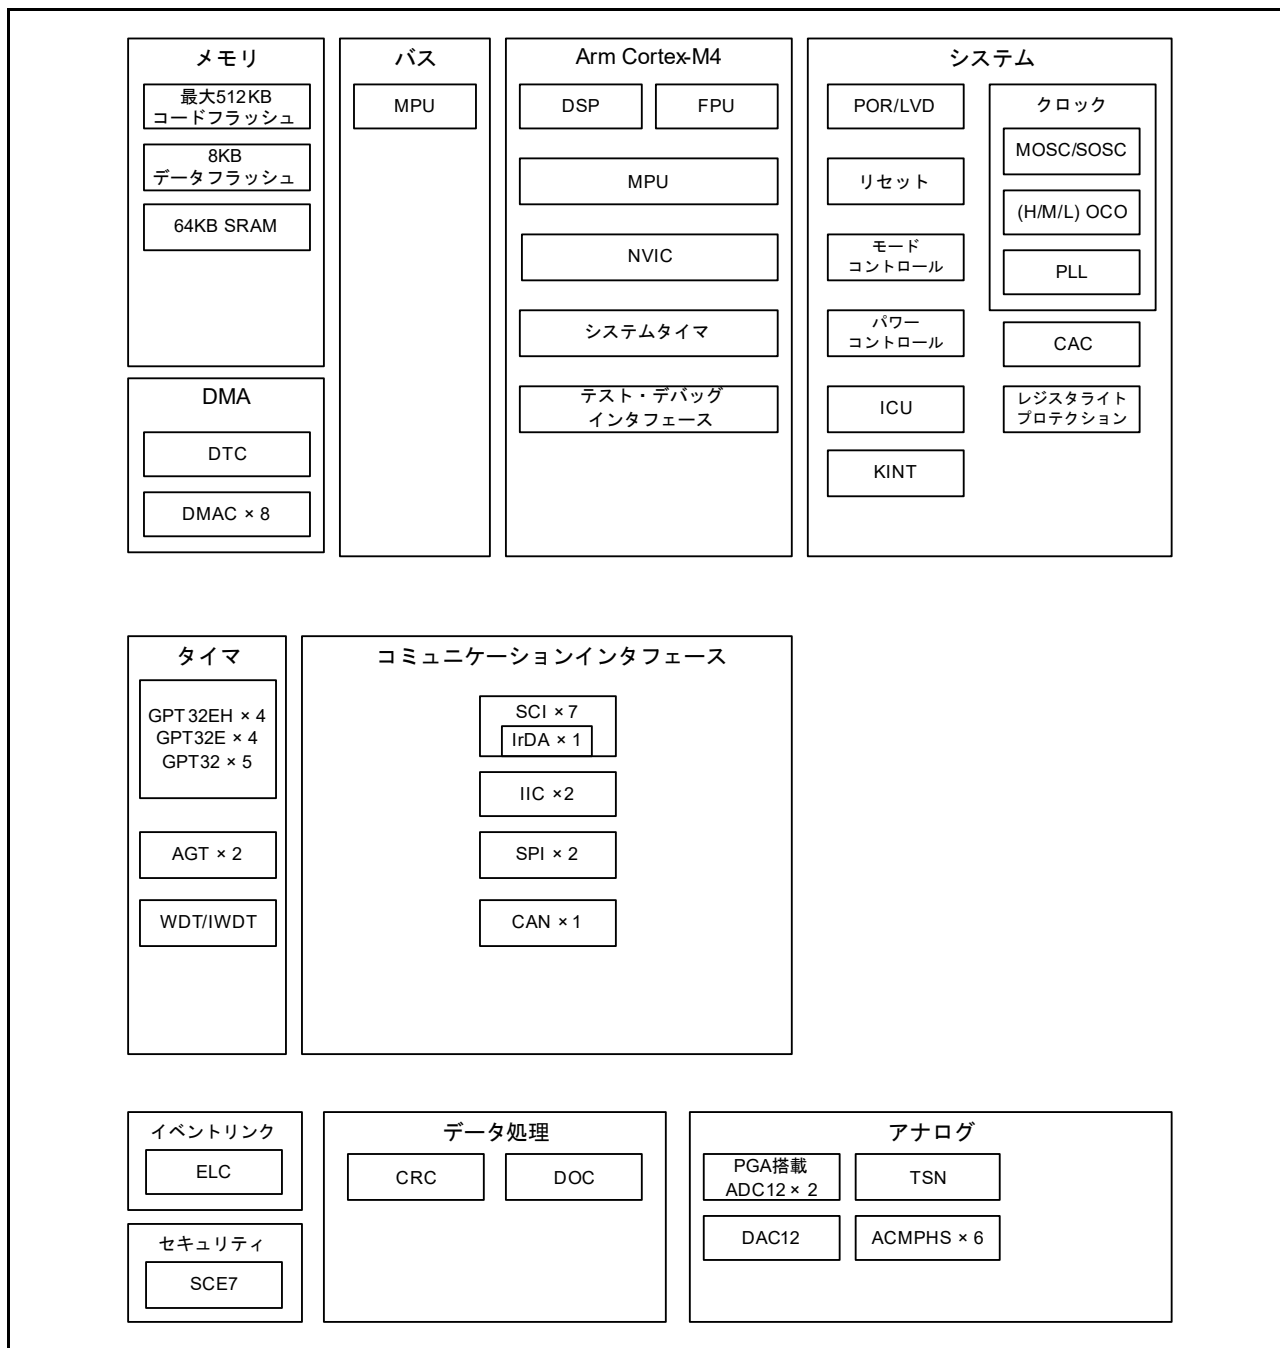 メモリ
最大512KB
コードフラッシュ
8KB
データフラッシュ
64KB SRAM
DMA
DTC
DMAC × 8
バス
MPU
Arm Cortex-M4
DSP
FPU
MPU
NVIC
システムタイマ
テスト・デバッグ
インタフェース
システム
POR/LVD
リセット
モード
コントロール
パワー
コントロール
ICU
KINT
クロック
MOSC/SOSC
(H/M/L) OCO
PLL
CAC
レジスタライト
プロテクション
タイマ
GPT32EH × 4
GPT32E × 4
GPT32 × 5
AGT × 2
WDT/IWDT
コミュニケーションインタフェース
SCI × 7
IrDA × 1
IIC ×2
SPI × 2
CAN × 1
イベントリンク
ELC
セキュリティ
SCE7
データ処理
CRC
DOC
アナログ
PGA搭載
ADC12 × 2
TSN
DAC12
ACMPHS × 6